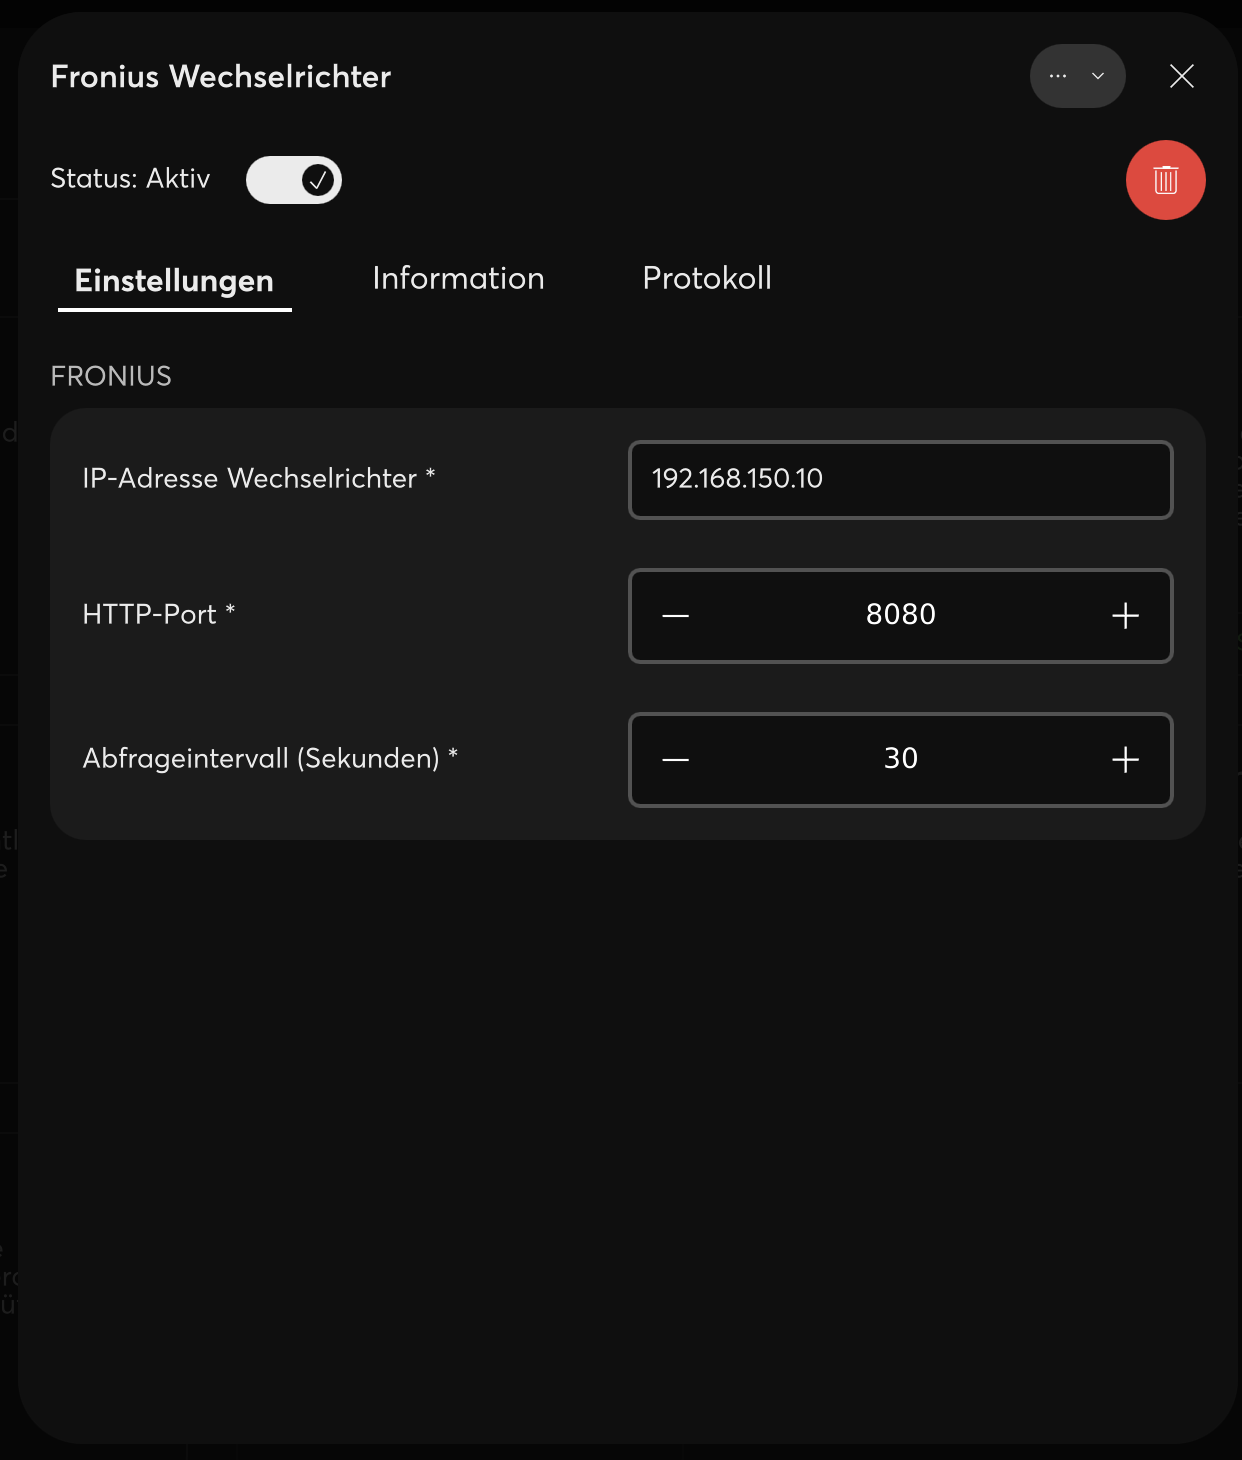 Fronius Wechselrichter
Status: Aktiv
Einstellungen
Information
Protokoll
FRONIUS
IP-Adresse Wechselrichter *
192.168.150.10
HTTP-Port *
8080
Abfrageintervall (Sekunden) *
30